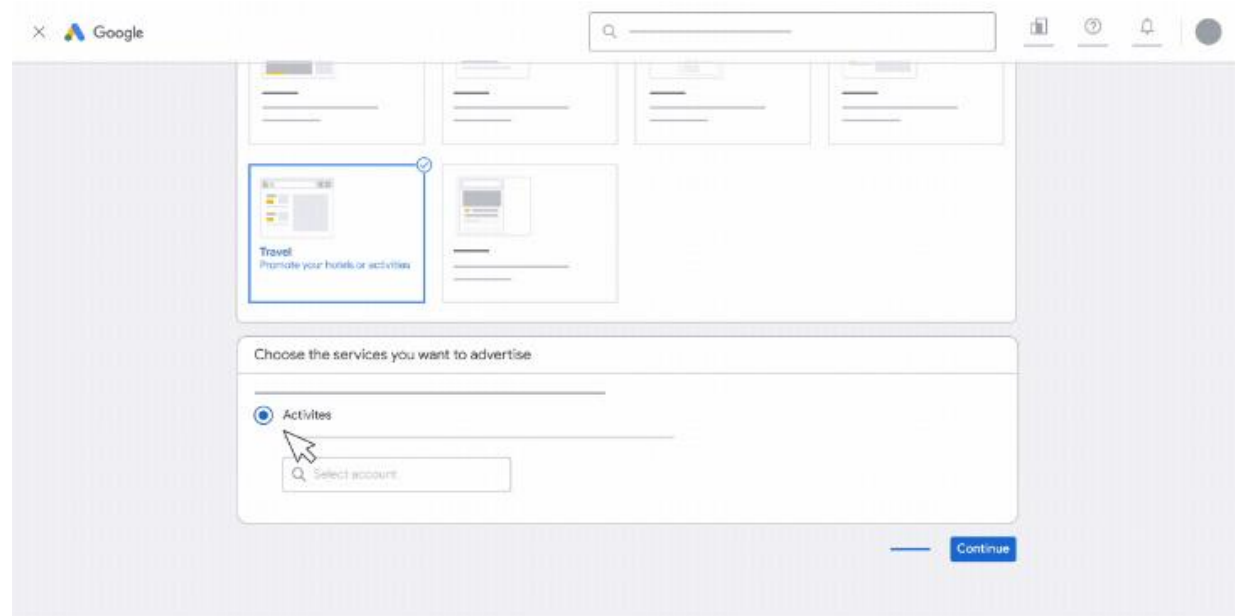 Google
Travel
Promote your hotels or activities
Choose the services you want to advertise
Activites
Select account
Continue